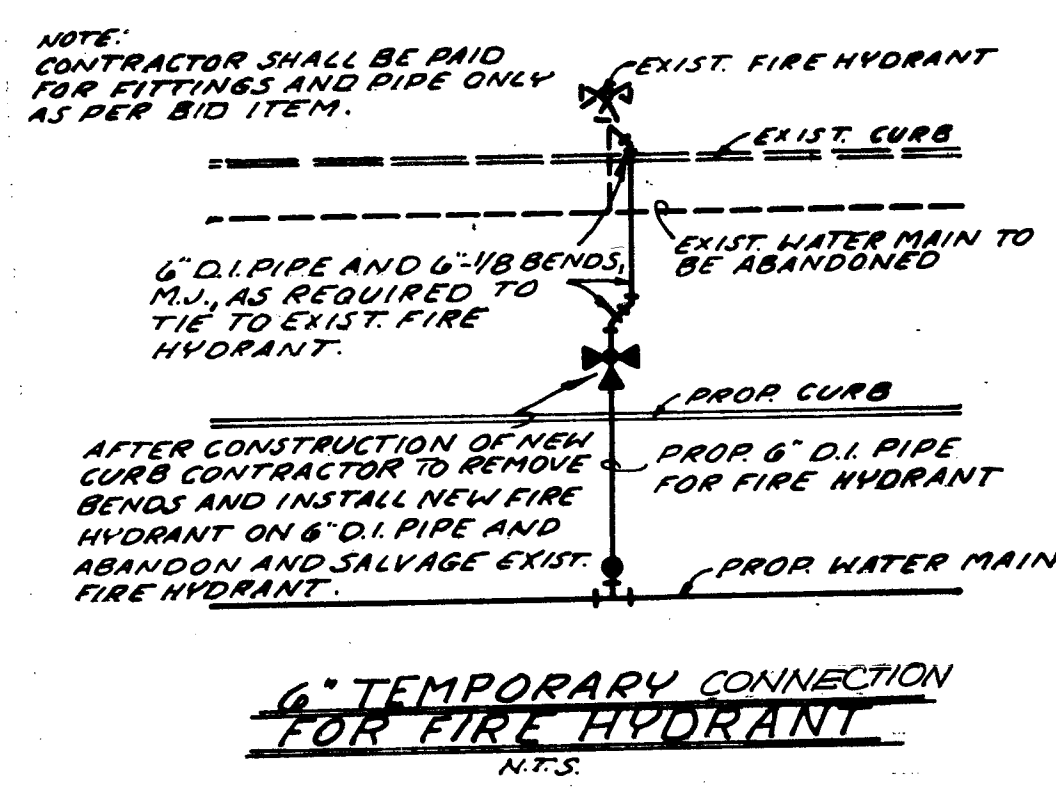 NOTE:
CONTRACTOR SHALL BE PAID
FOR FITTINGS AND PIPE ONLY
AS PER BID ITEM.
EXIST. FIRE HYDRANT
EXIST. CURB
EXIST. WATER MAIN TO
BE ABANDONED
6" D.I. PIPE AND 6"-1/8 BENDS,
M.J., AS REQUIRED TO
TIE TO EXIST. FIRE
HYDRANT.
PROP. CURB
AFTER CONSTRUCTION OF NEW
CURB CONTRACTOR TO REMOVE
BENDS AND INSTALL NEW FIRE
HYDRANT ON 6" D.I. PIPE AND
ABANDON AND SALVAGE EXIST.
FIRE HYDRANT.
PROP. 6" D.I. PIPE
FOR FIRE HYDRANT
PROP. WATER MAIN
6" TEMPORARY CONNECTION
FOR FIRE HYDRANT
N.T.S.